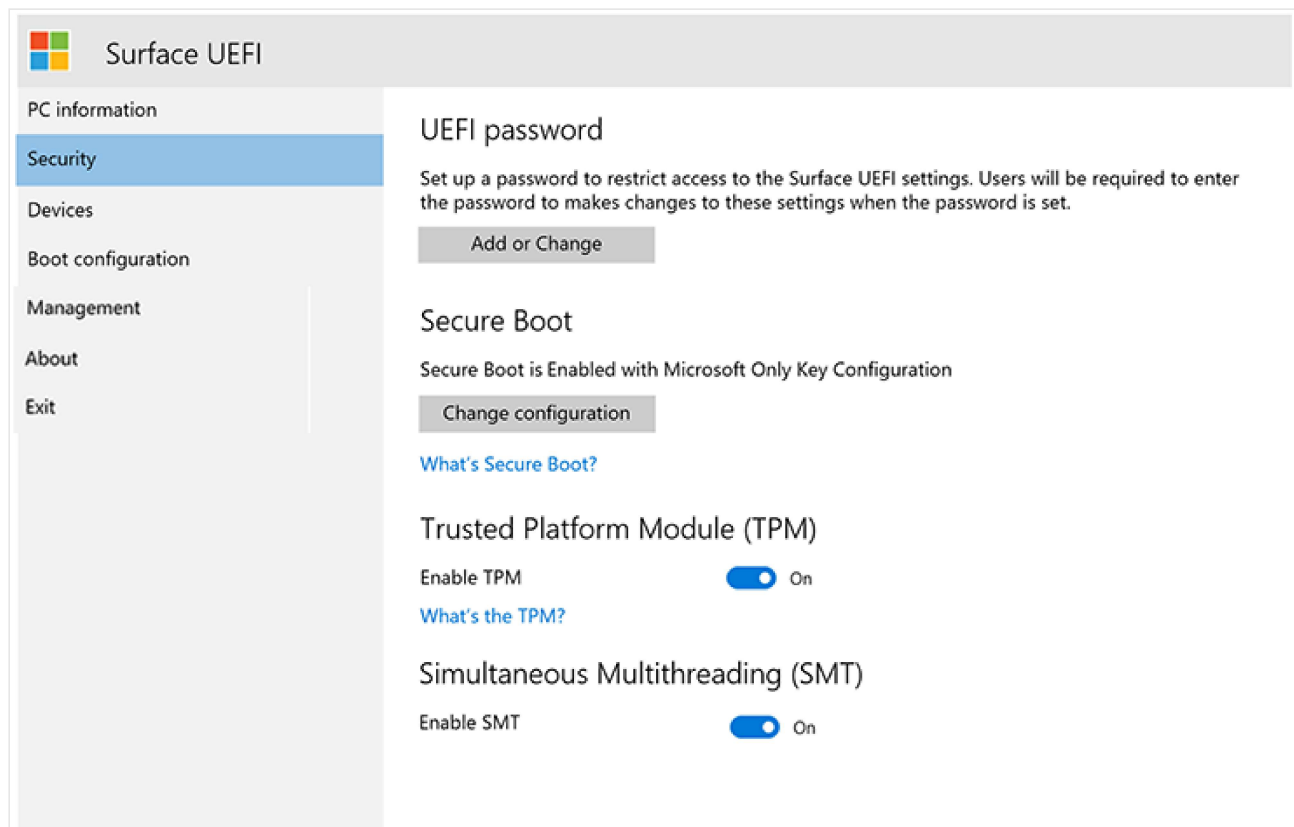 Surface UEFI
PC information
Security
Devices
Boot configuration
Management
About
Exit
UEFI password
Set up a password to restrict access to the Surface UEFI settings. Users will be required to enter
the password to makes changes to these settings when the password is set.
Add or Change
Secure Boot
Secure Boot is Enabled with Microsoft Only Key Configuration
Change configuration
What's Secure Boot?
Trusted Platform Module (TPM)
Enable TPM On
What's the TPM?
Simultaneous Multithreading (SMT)
Enable SMT On